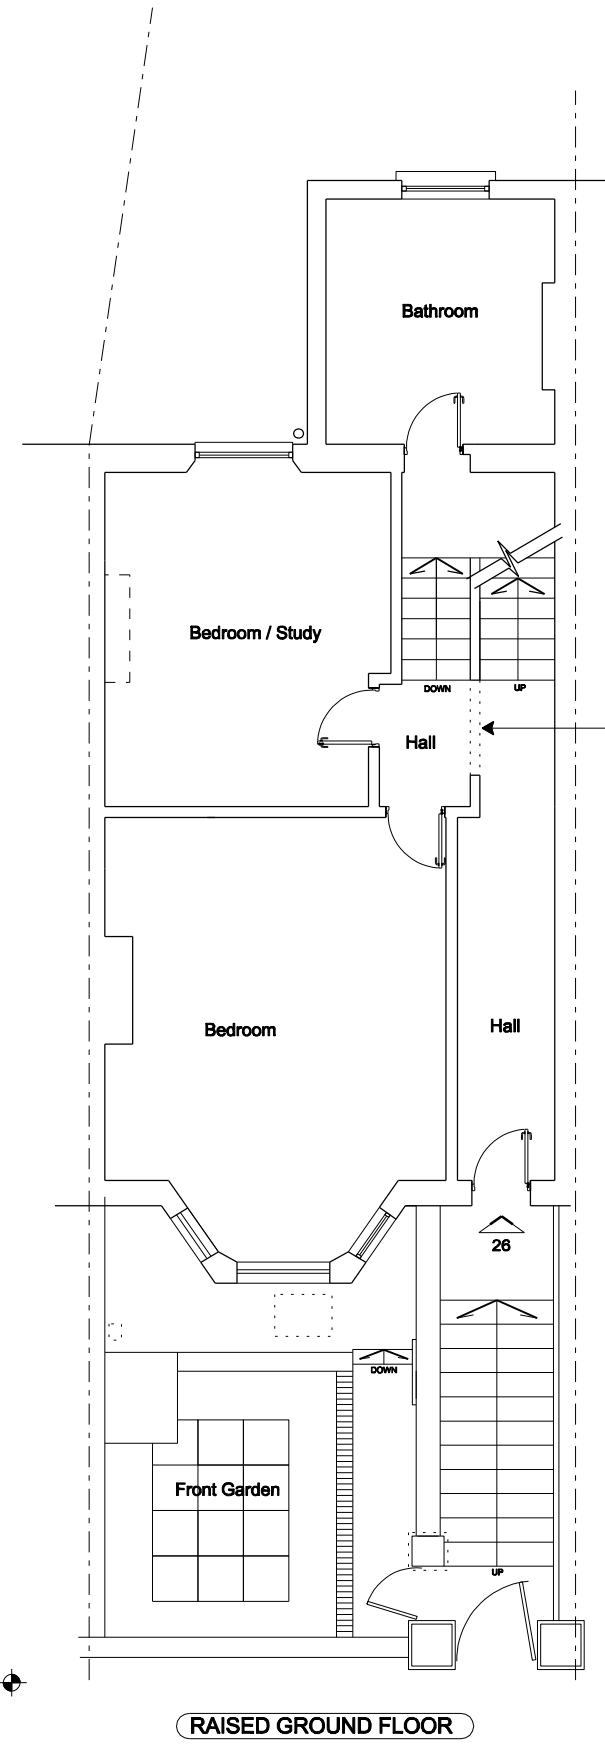 Bathroom
Bedroom / Study
DOWN
UP
Hall
Bedroom
Hall
26
DOWN
Front Garden
UP
RAISED GROUND FLOOR